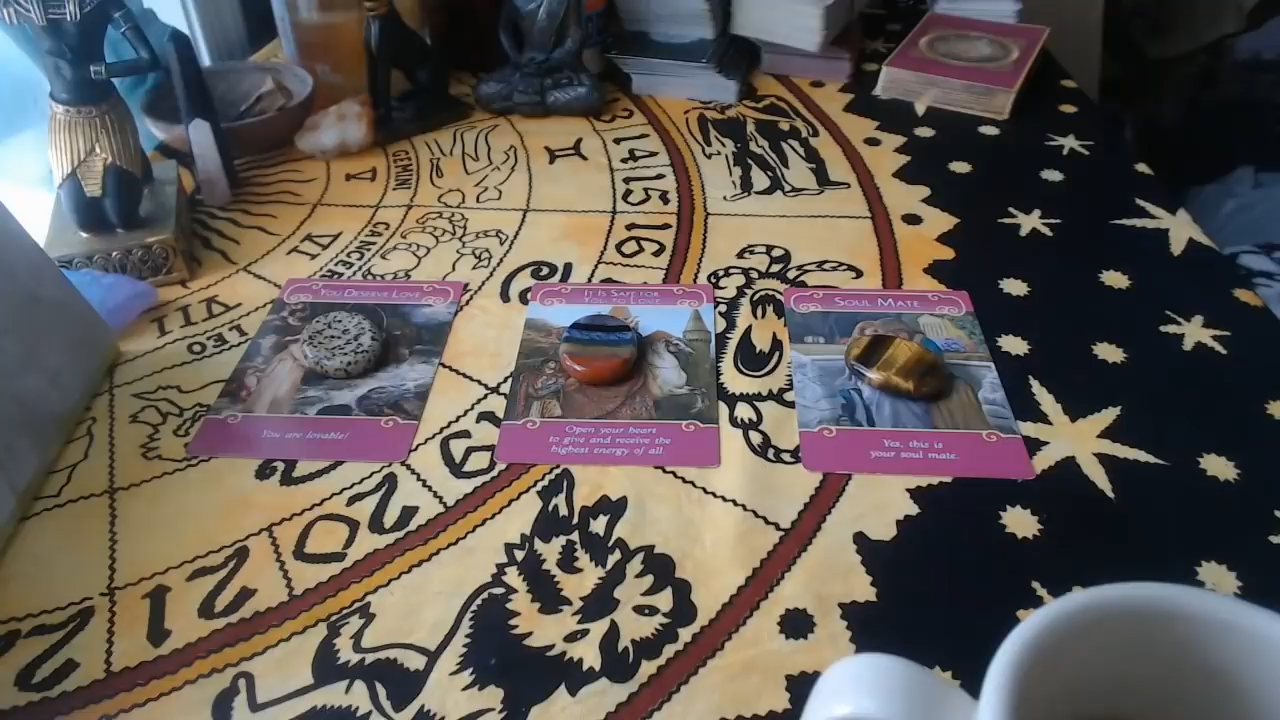 GEMINI
V
14
15
16
VI
CANCER
VII
LEO
YOU DESERVE LOVE
You are lovable!
IT IS SAFE FOR
YOU TO LOVE
Open your heart
to give and receive the
highest energy of all.
SOUL MATE
Yes, this is
your soul mate.
19
20
21
22